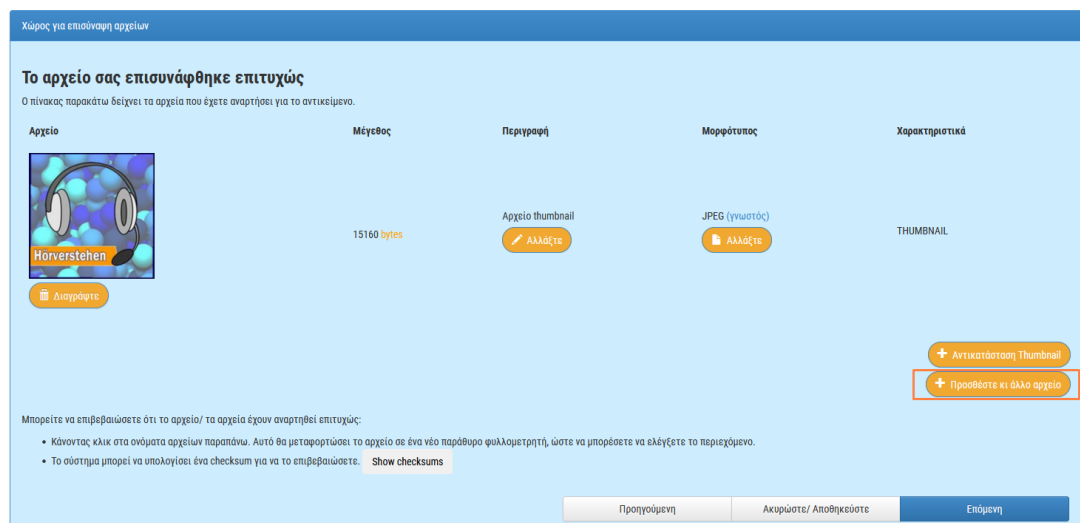 Χώρος για επισύναψη αρχείων
Το αρχείο σας επισυνάφθηκε επιτυχώς
Ο πίνακας παρακάτω δείχνει τα αρχεία που έχετε αναρτήσει για το αντικείμενο.
Αρχείο Μέγεθος Περιγραφή Μορφότυπος Χαρακτηριστικά
Hörverstehen
15160 bytes
Αρχείο thumbnail
Αλλάξτε
JPEG (γνωστός)
Αλλάξτε
THUMBNAIL
Διαγράψτε
Αντικατάσταση Thumbnail
Προσθέστε κι άλλο αρχείο
Μπορείτε να επιβεβαιώσετε ότι το αρχείο/ τα αρχεία έχουν αναρτηθεί επιτυχώς:
• Κάνοντας κλικ στα ονόματα αρχείων παραπάνω. Αυτό θα μεταφορτώσει το αρχείο σε ένα νέο παράθυρο φυλλομετρητή, ώστε να μπορέσετε να ελέγξετε το περιεχόμενο.
• Το σύστημα μπορεί να υπολογίσει ένα checksum για να το επιβεβαιώσετε. Show checksums
Προηγούμενη Ακυρώστε/ Αποθηκεύστε Επόμενη